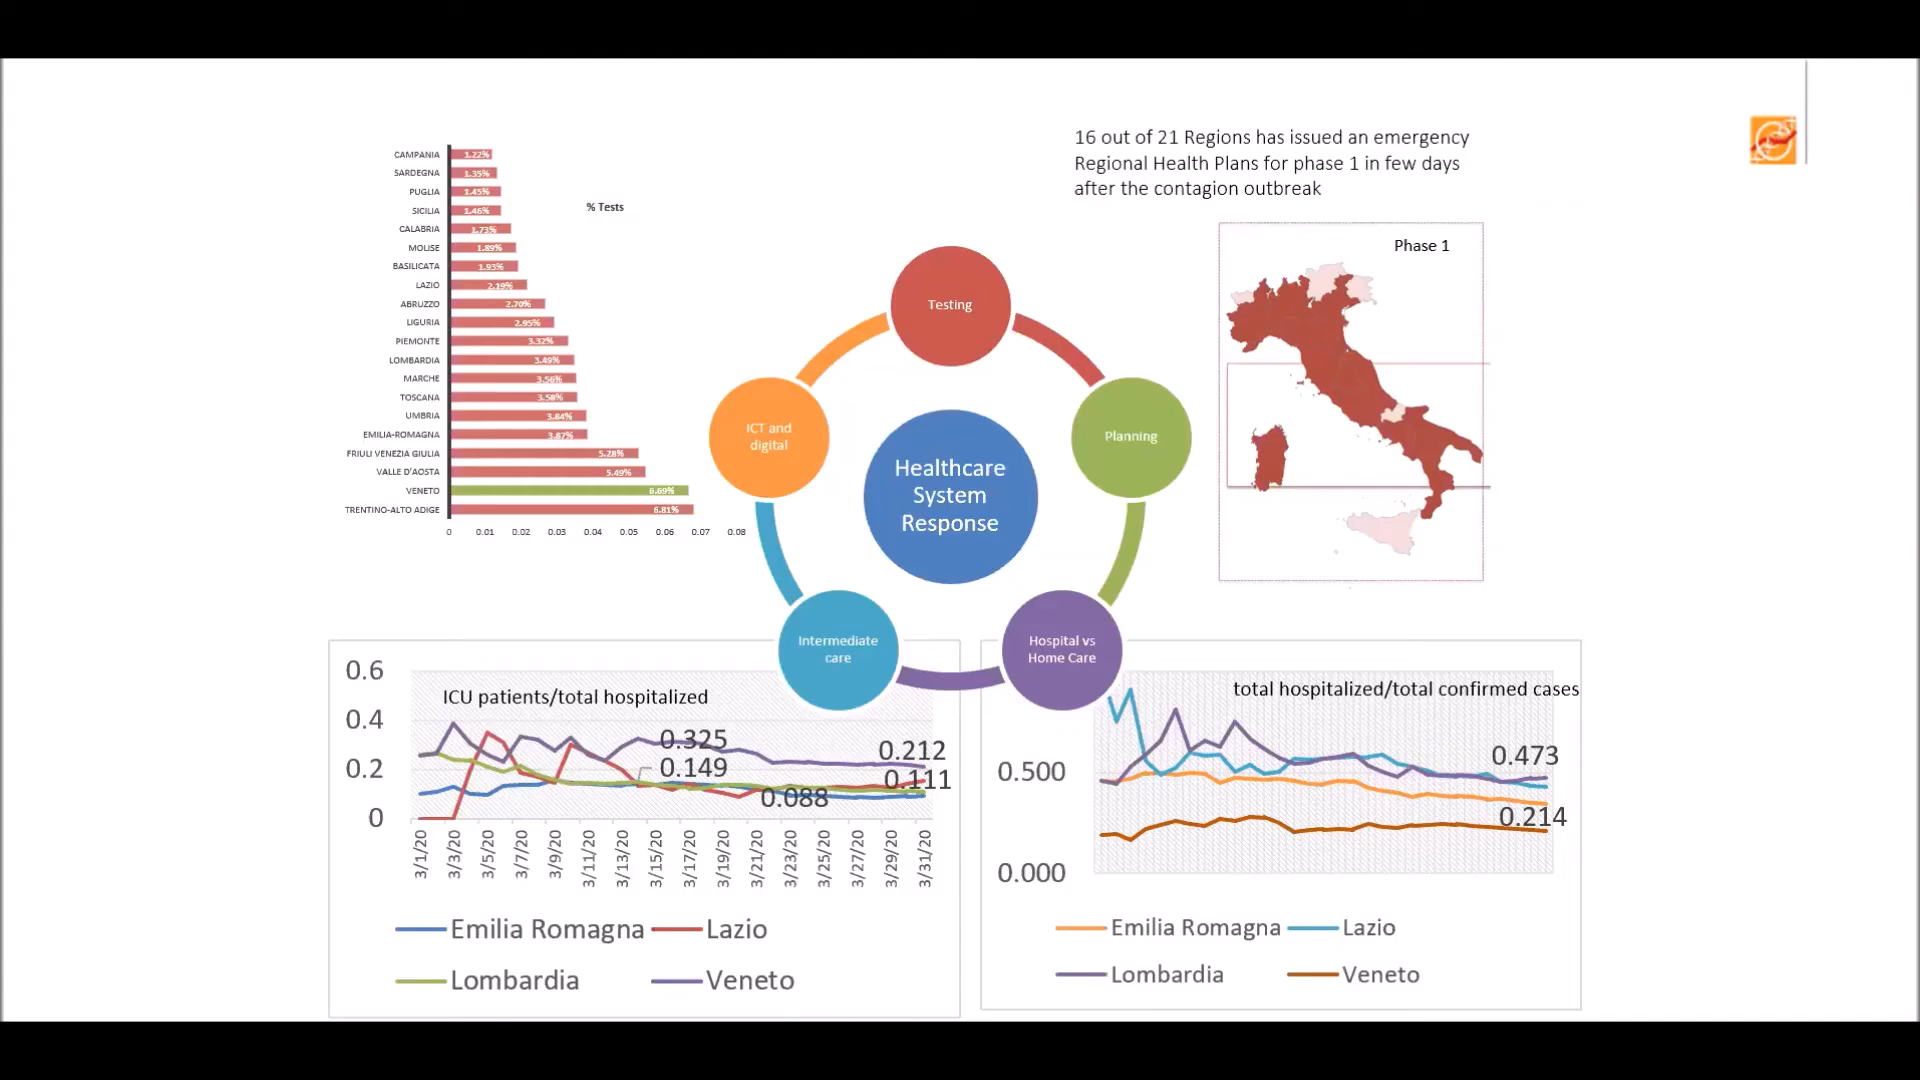 16 out of 21 Regions has issued an emergency
Regional Health Plans for phase 1 in few days
after the contagion outbreak
CAMPANIA 1.22%
SARDEGNA 1.35%
PUGLIA 1.45%
SICILIA 1.46%
CALABRIA 1.73%
MOLISE 1.89%
BASILICATA 1.93%
LAZIO 2.19%
ABRUZZO 2.70%
LIGURIA 2.95%
PIEMONTE 3.32%
LOMBARDIA 3.49%
MARCHE 3.56%
TOSCANA 3.58%
UMBRIA 3.84%
EMILIA-ROMAGNA 3.87%
FRIULI VENEZIA GIULIA 5.28%
VALLE D'AOSTA 5.49%
VENETO 6.69%
TRENTINO-ALTO ADIGE 6.81%
0 0.01 0.02 0.03 0.04 0.05 0.06 0.07 0.08
% Tests
Phase 1
Testing
ICT and
digital
Planning
Healthcare
System
Response
Intermediate
care
Hospital vs
Home Care
ICU patients/total hospitalized
0.6
0.4
0.2
0
0.325
0.149
0.088
0.212
0.111
3/1/20 3/3/20 3/5/20 3/7/20 3/9/20 3/11/20 3/13/20 3/15/20 3/17/20 3/19/20 3/21/20 3/23/20 3/25/20 3/27/20 3/29/20 3/31/20
Emilia Romagna Lazio
Lombardia Veneto
total hospitalized/total confirmed cases
0.500
0.000
0.473
0.214
Emilia Romagna Lazio
Lombardia Veneto